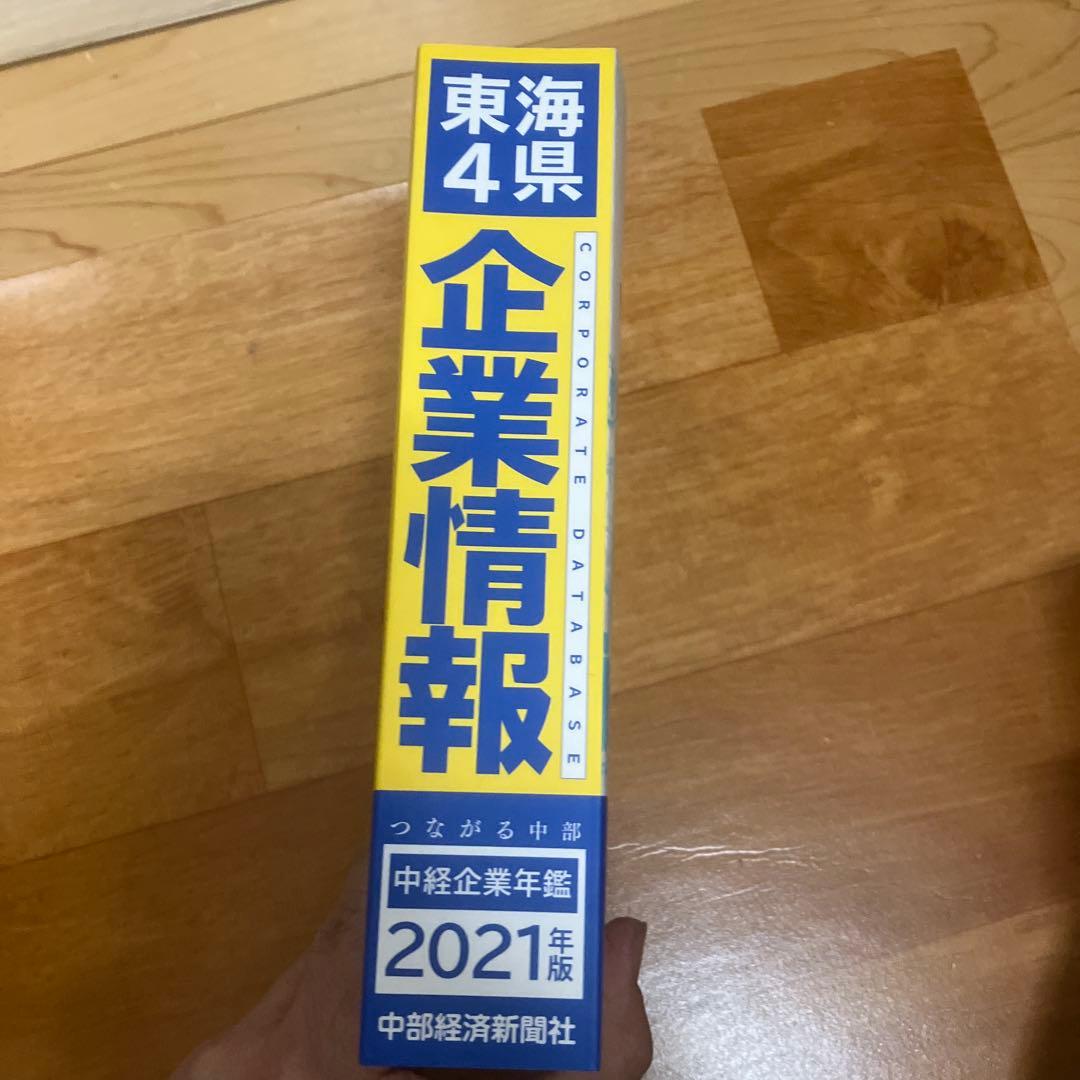 東海
4県
企業情報
CORPORATE DATABASE
つながる中部
中経企業年鑑
2021年版
中部経済新聞社